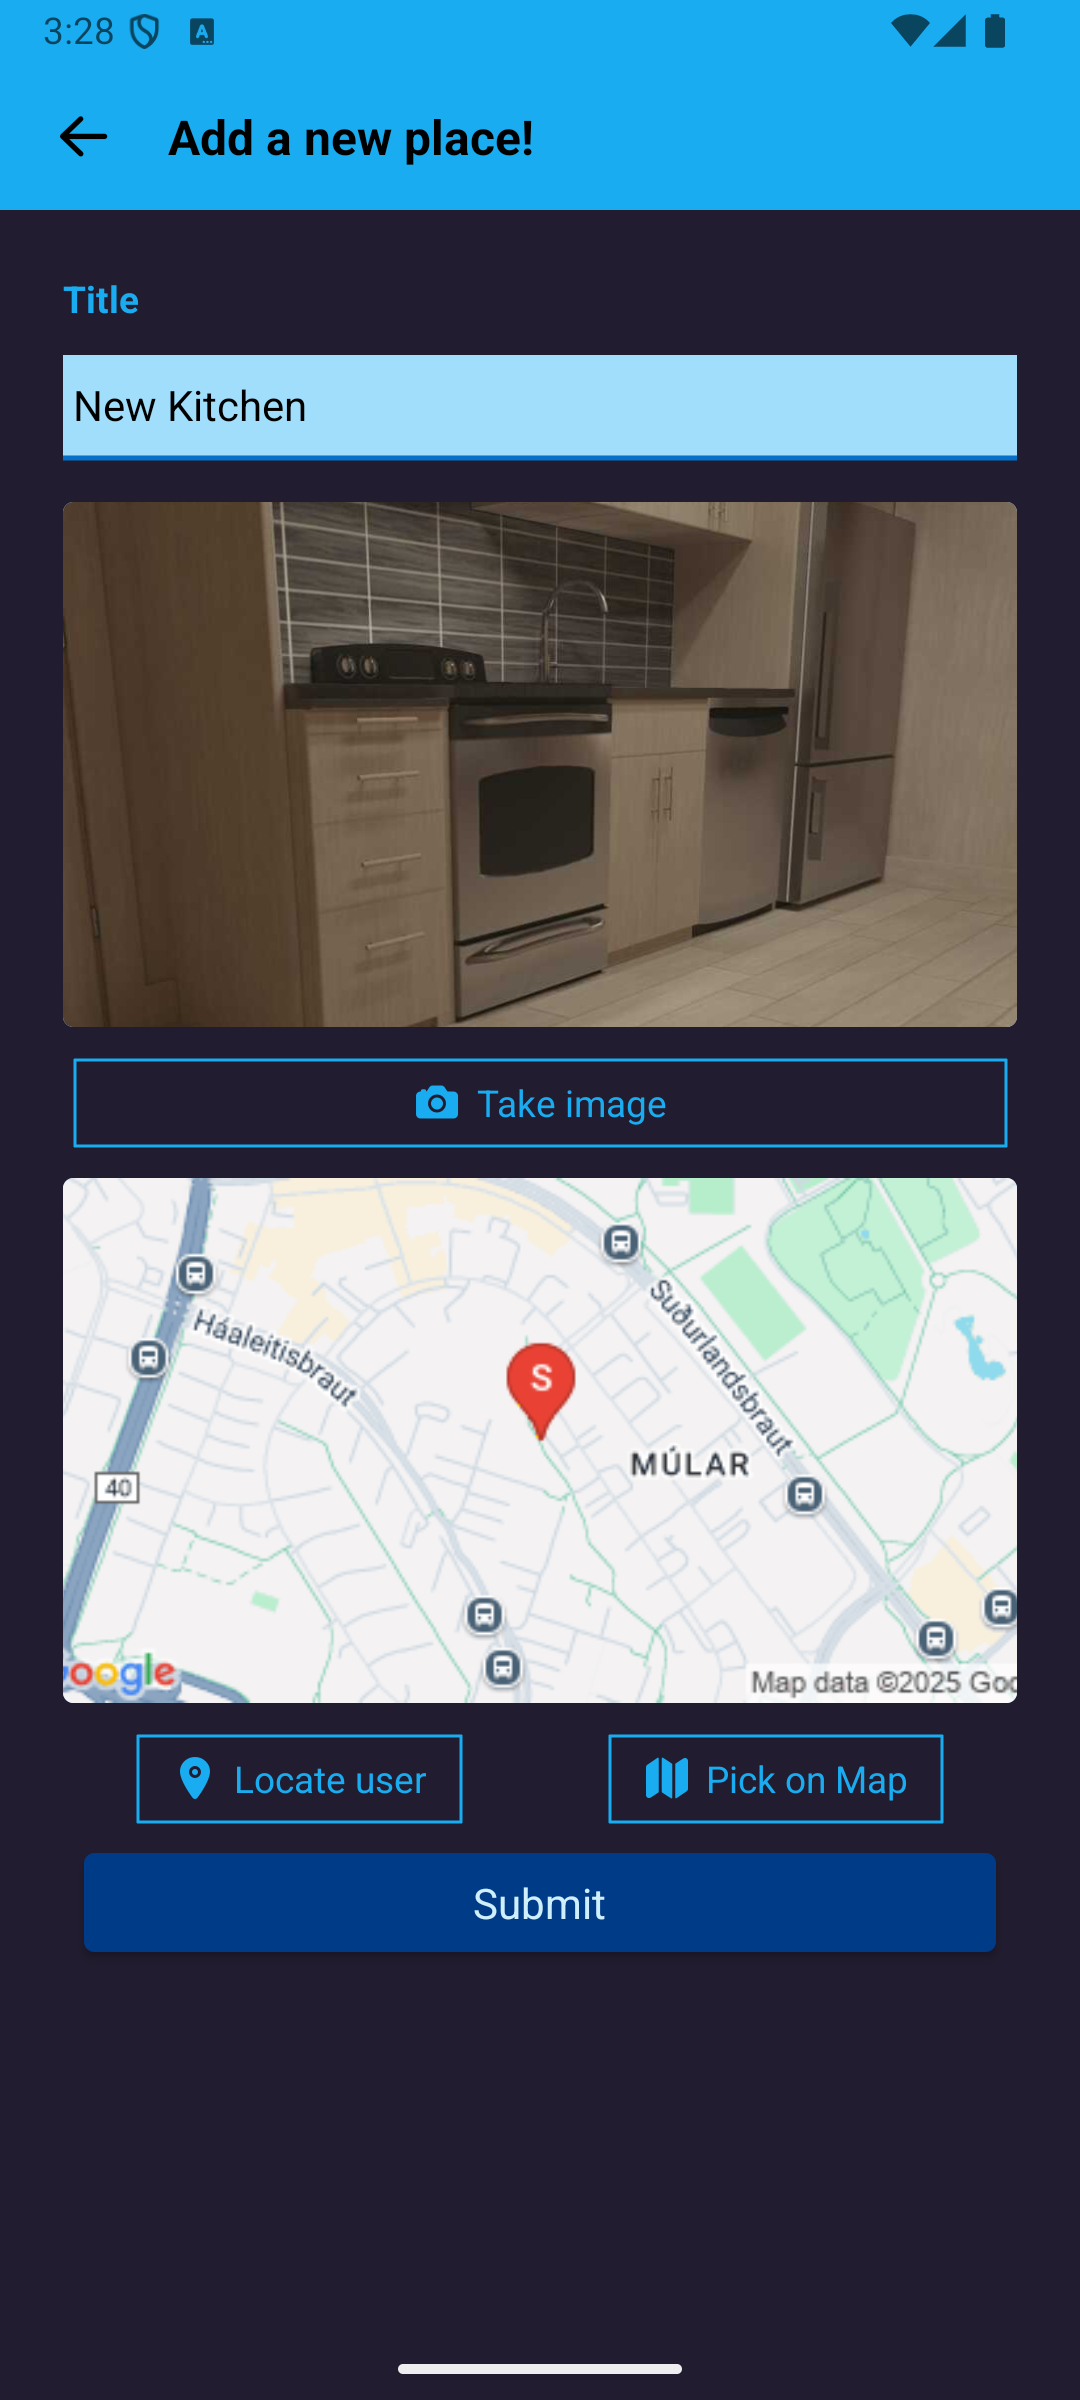 3:28
Add a new place!
Title
New Kitchen
Take image
Háaleitisbraut
Suðurlandsbraut
S
MÚLAR
40
oogle
Map data ©2025 Goo
Locate user
Pick on Map
Submit